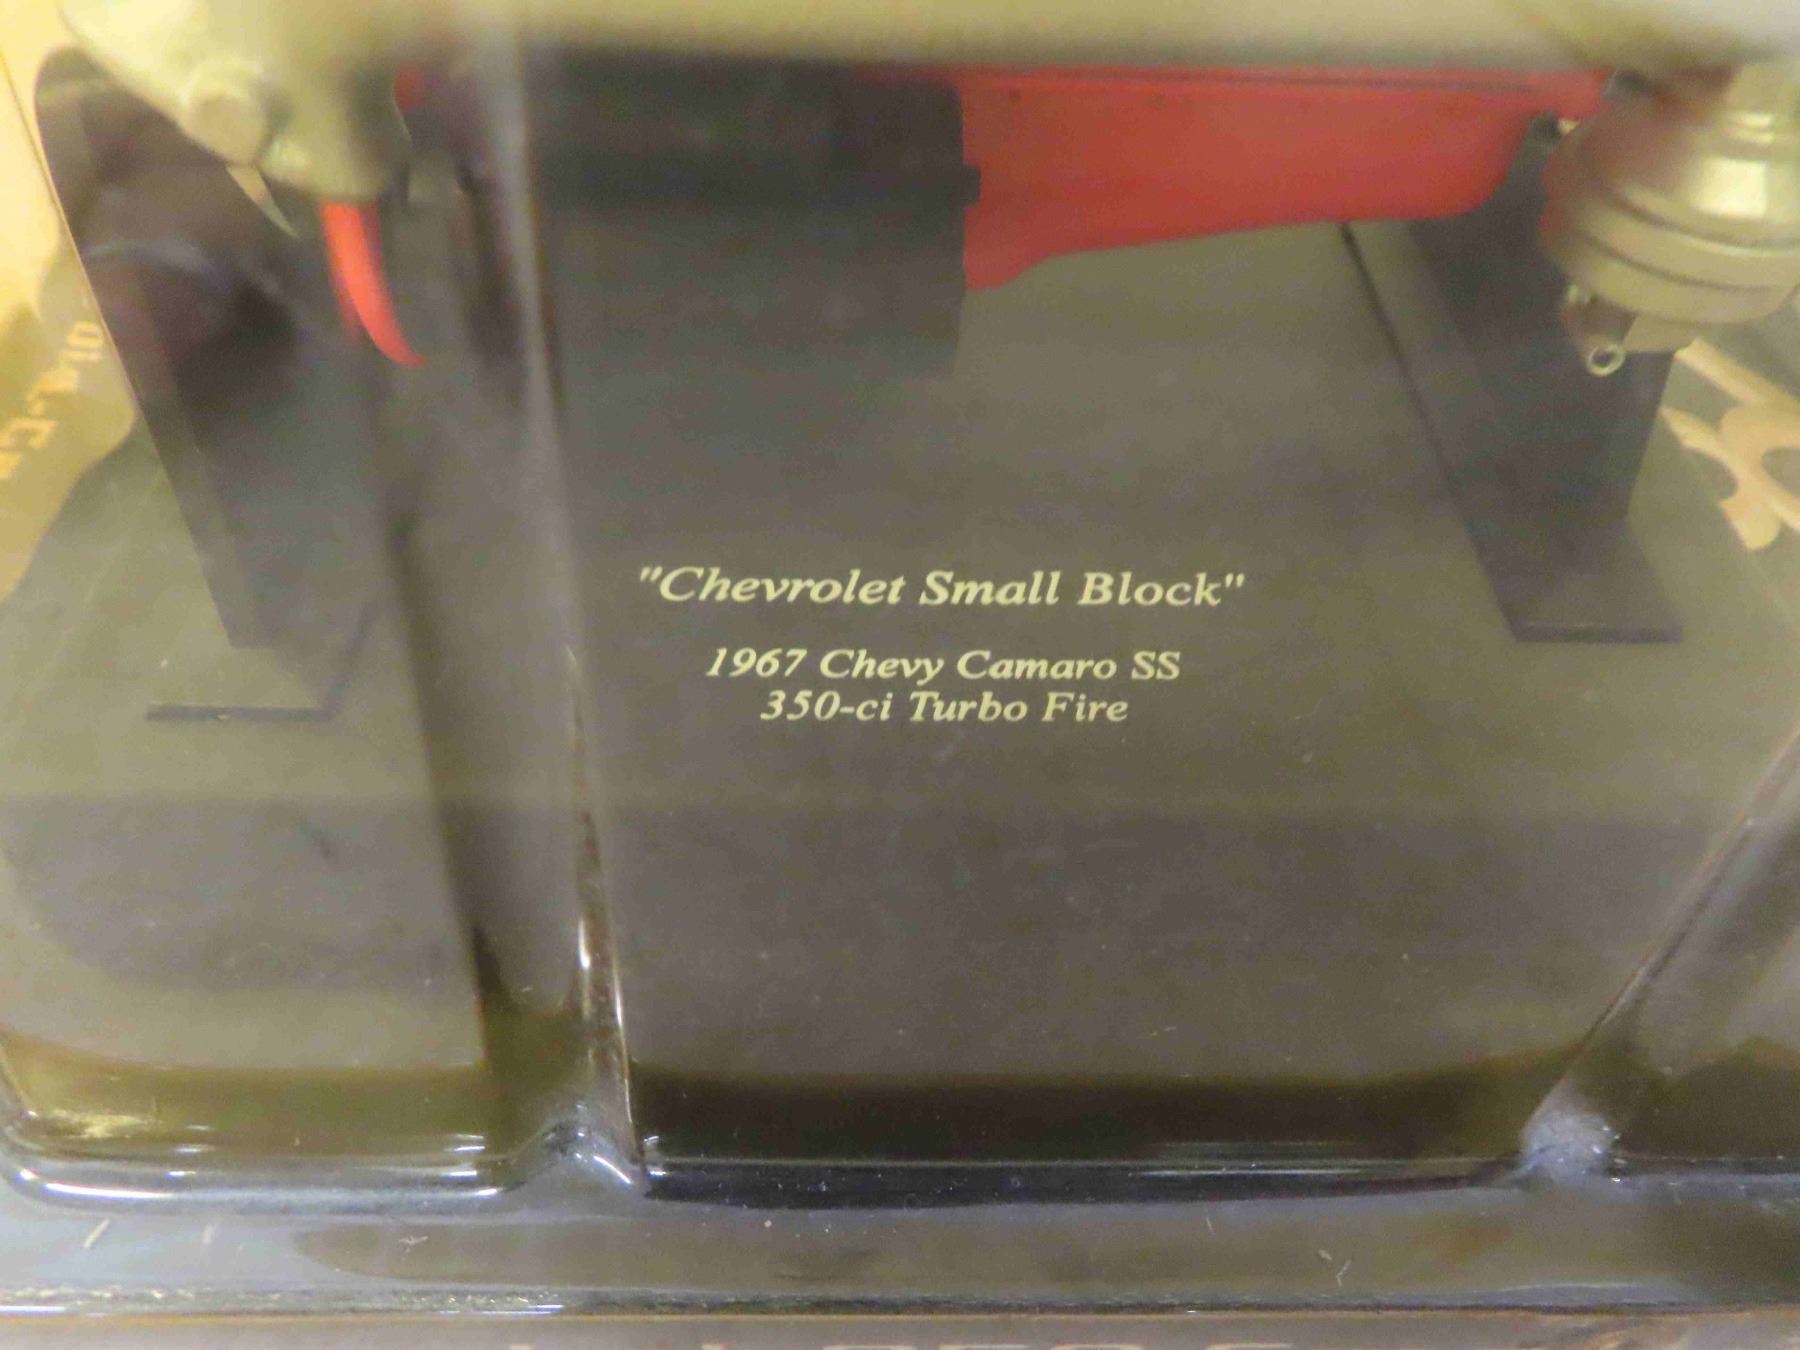 "Chevrolet Small Block"
1967 Chevy Camaro SS
350-ci Turbo Fire